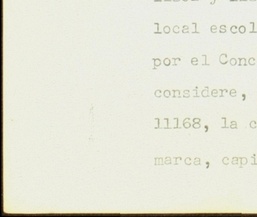 local escol
por el Conc
considere,
11168, la c
marca, capi